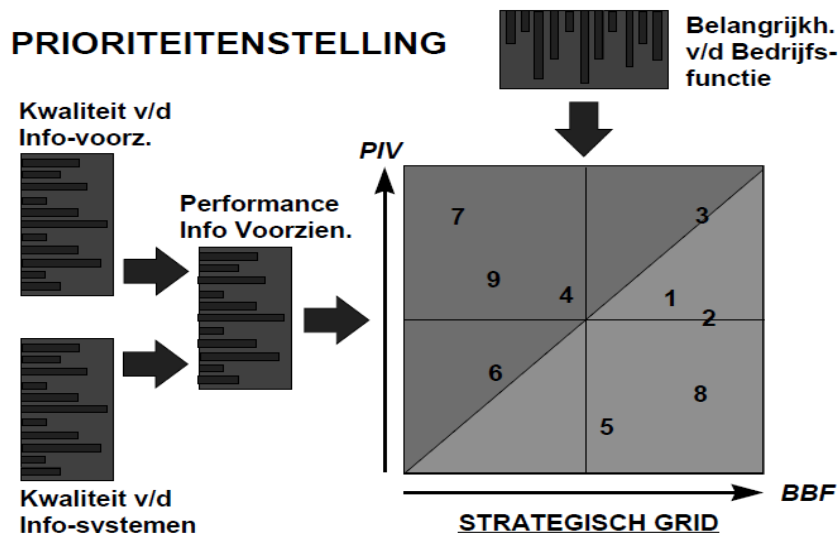 PRIORITEITENSTELLING
Belangrijkh.
v/d Bedrijfs-
functie
Kwaliteit v/d
Info-voorz.
PIV
Performance
Info Voorzien.
7
3
9
4
1
2
6
8
5
Kwaliteit v/d
Info-systemen
BBF
STRATEGISCH GRID